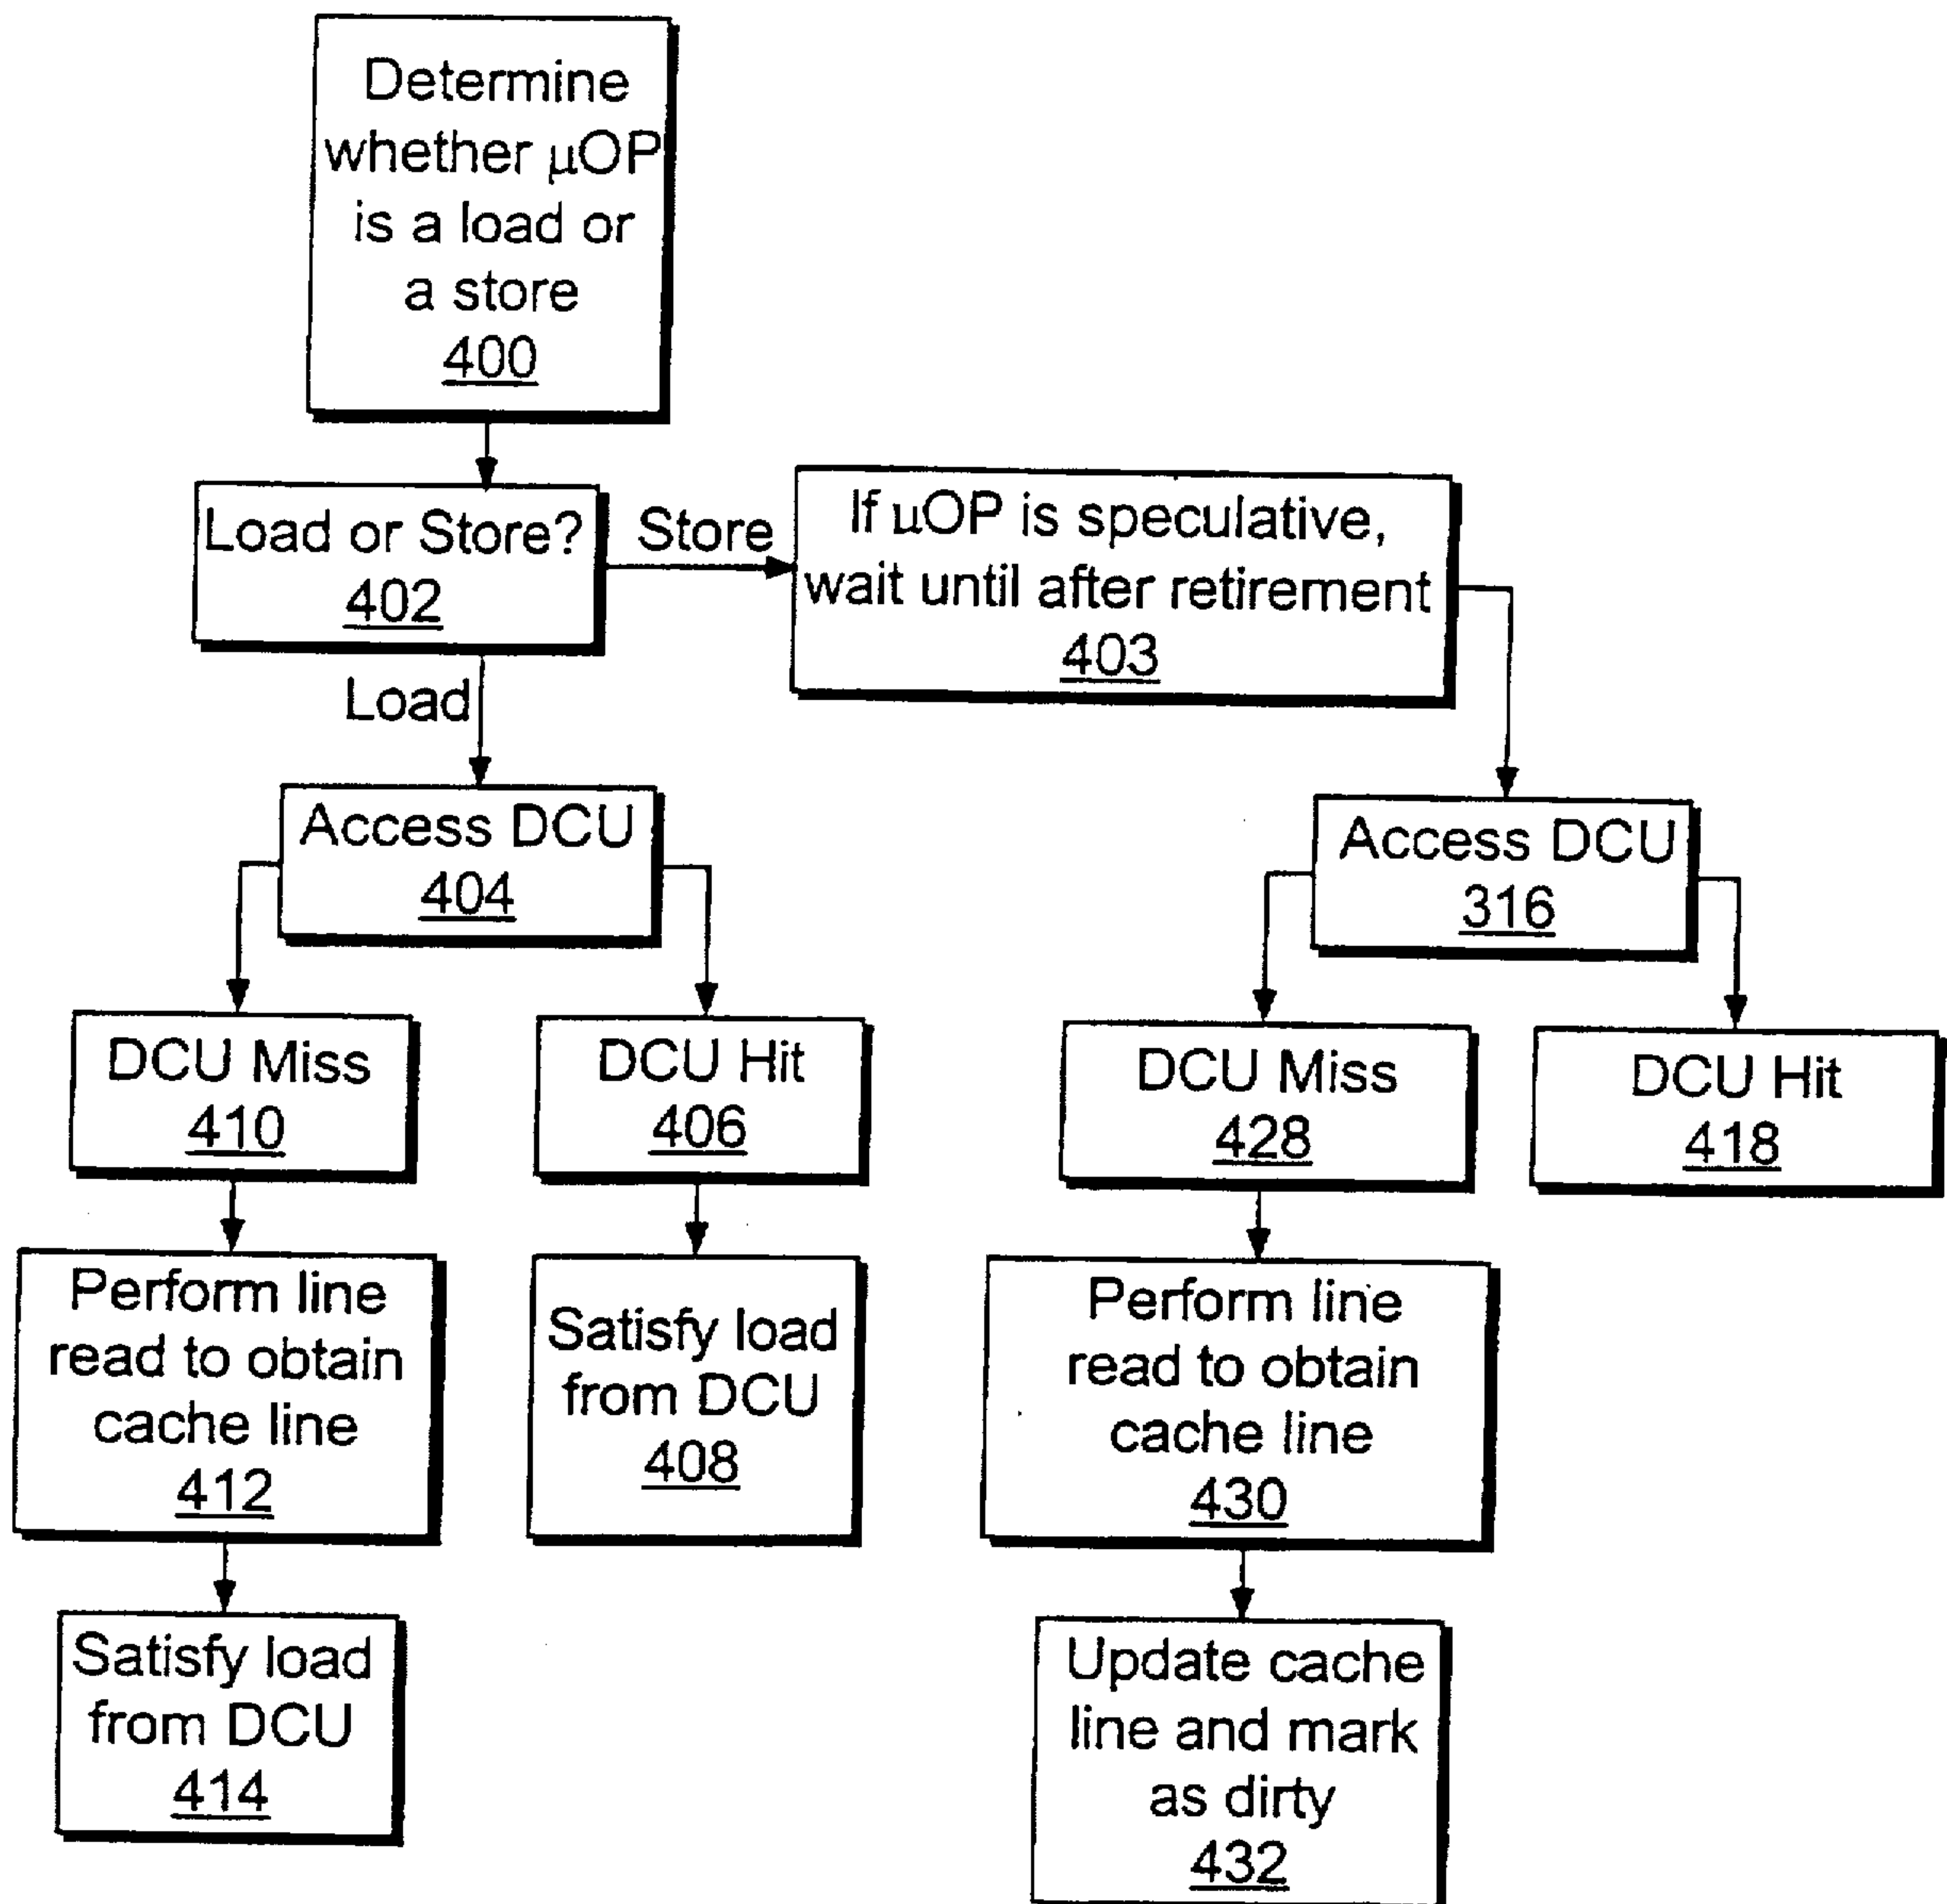 Determine
whether μOP
is a load or
a store
400
Load or Store?
402
Store
If μOP is speculative,
wait until after retirement
403
Load
Access DCU
404
Access DCU
316
DCU Miss
410
DCU Hit
406
DCU Miss
428
DCU Hit
418
Perform line
read to obtain
cache line
412
Satisfy load
from DCU
408
Perform line
read to obtain
cache line
430
Satisfy load
from DCU
414
Update cache
line and mark
as dirty
432